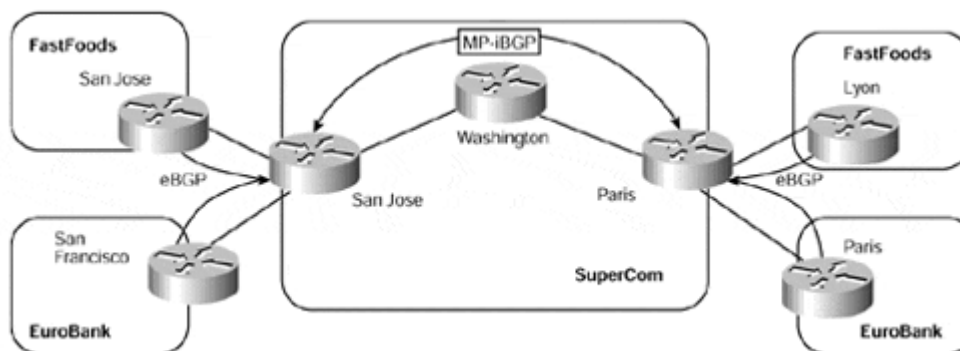 FastFoods
San Jose
MP-iBGP
FastFoods
Lyon
Washington
eBGP
San Jose
Paris
eBGP
San
Francisco
Paris
SuperCom
EuroBank
EuroBank